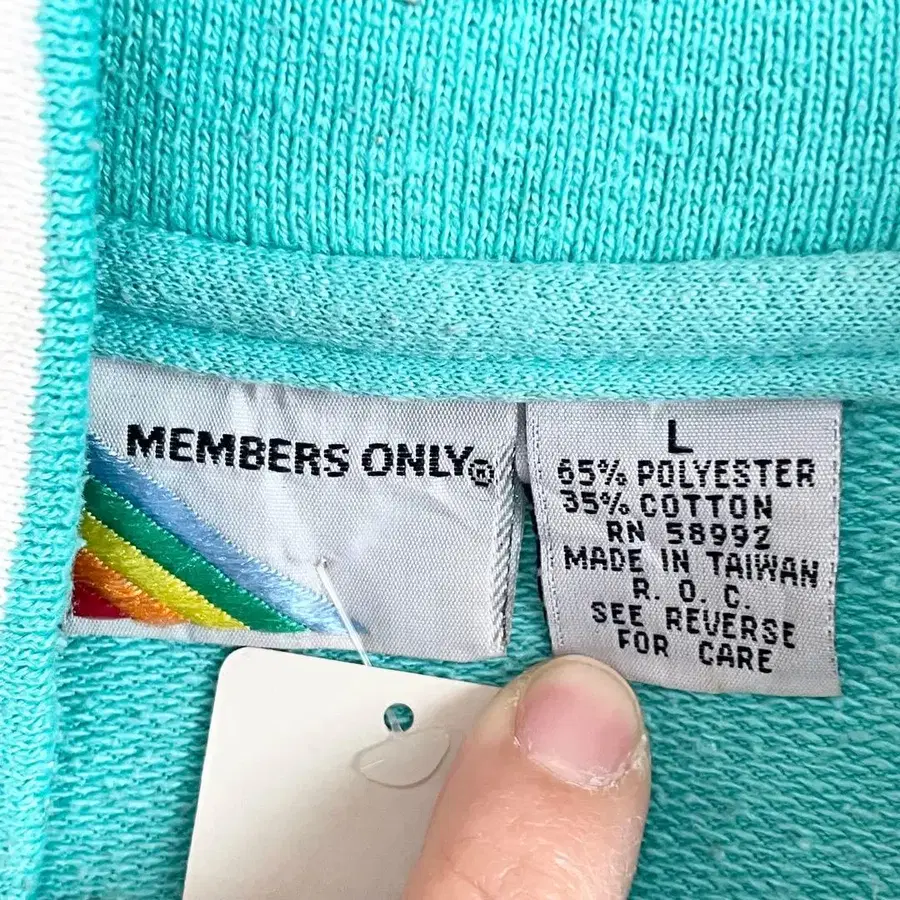 MEMBERS ONLY®
L
65% POLYESTER
35% COTTON
RN 58992
MADE IN TAIWAN
R. O. C.
SEE REVERSE
FOR CARE